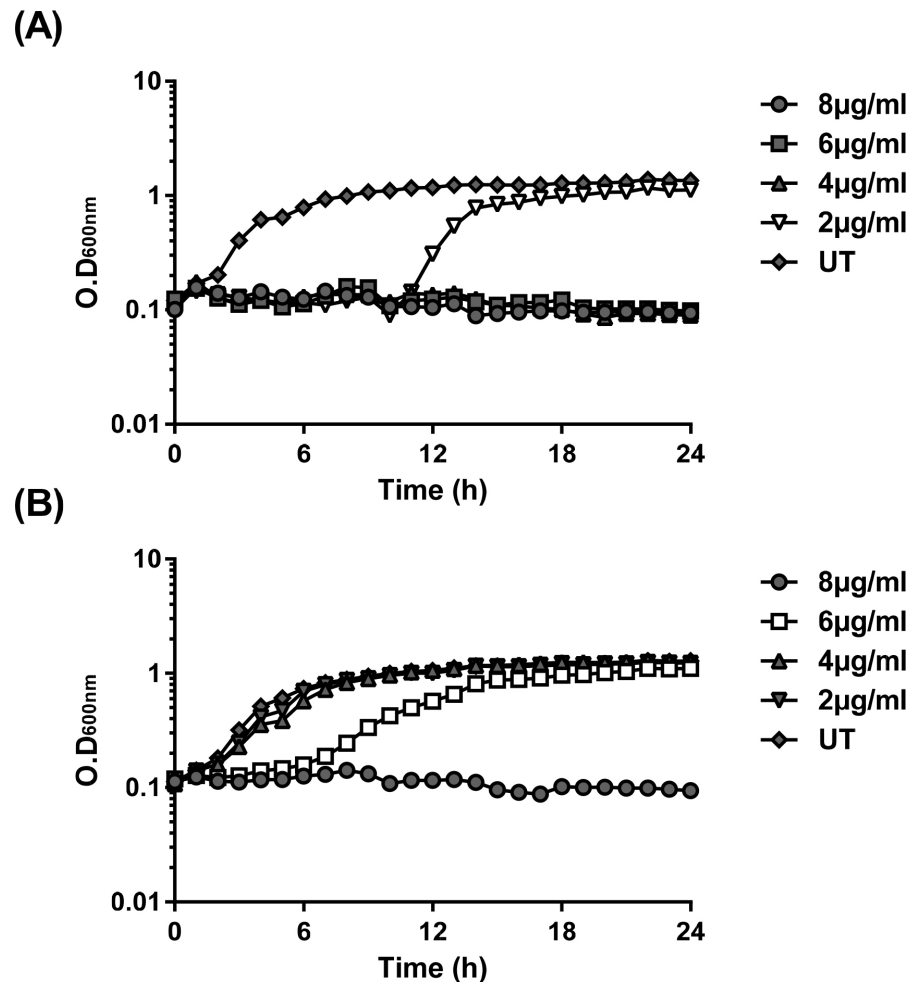 (A)
10
1
0.1
0.01
O.D600nm
0
6
12
18
24
Time (h)
8µg/ml
6µg/ml
4µg/ml
2µg/ml
UT
(B)
10
1
0.1
0.01
O.D600nm
0
6
12
18
24
Time (h)
8µg/ml
6µg/ml
4µg/ml
2µg/ml
UT